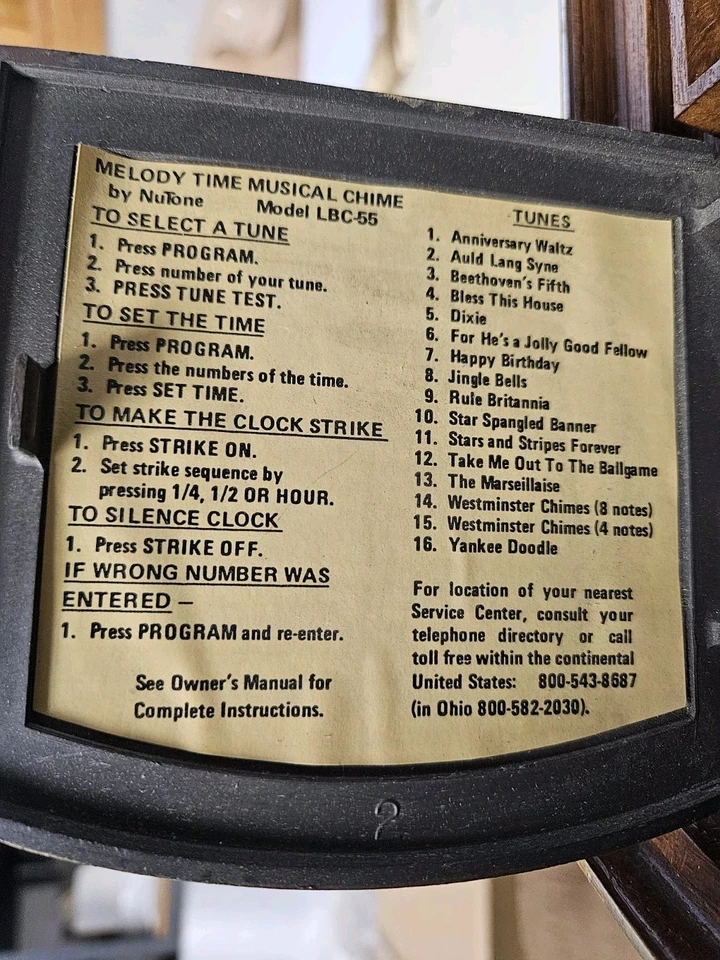 MELODY TIME MUSICAL CHIME
by NuTone Model LBC-55
TO SELECT A TUNE
1. Press PROGRAM.
2. Press number of your tune.
3. PRESS TUNE TEST.
TO SET THE TIME
1. Press PROGRAM.
2. Press the numbers of the time.
3. Press SET TIME.
TO MAKE THE CLOCK STRIKE
1. Press STRIKE ON.
2. Set strike sequence by
pressing 1/4, 1/2 OR HOUR.
TO SILENCE CLOCK
1. Press STRIKE OFF.
IF WRONG NUMBER WAS
ENTERED –
1. Press PROGRAM and re-enter.
See Owner's Manual for
Complete Instructions.
TUNES
1. Anniversary Waltz
2. Auld Lang Syne
3. Beethoven's Fifth
4. Bless This House
5. Dixie
6. For He's a Jolly Good Fellow
7. Happy Birthday
8. Jingle Bells
9. Rule Britannia
10. Star Spangled Banner
11. Stars and Stripes Forever
12. Take Me Out To The Ballgame
13. The Marseillaise
14. Westminster Chimes (8 notes)
15. Westminster Chimes (4 notes)
16. Yankee Doodle
For location of your nearest
Service Center, consult your
telephone directory or call
toll free within the continental
United States: 800-543-8687
(in Ohio 800-582-2030).
2